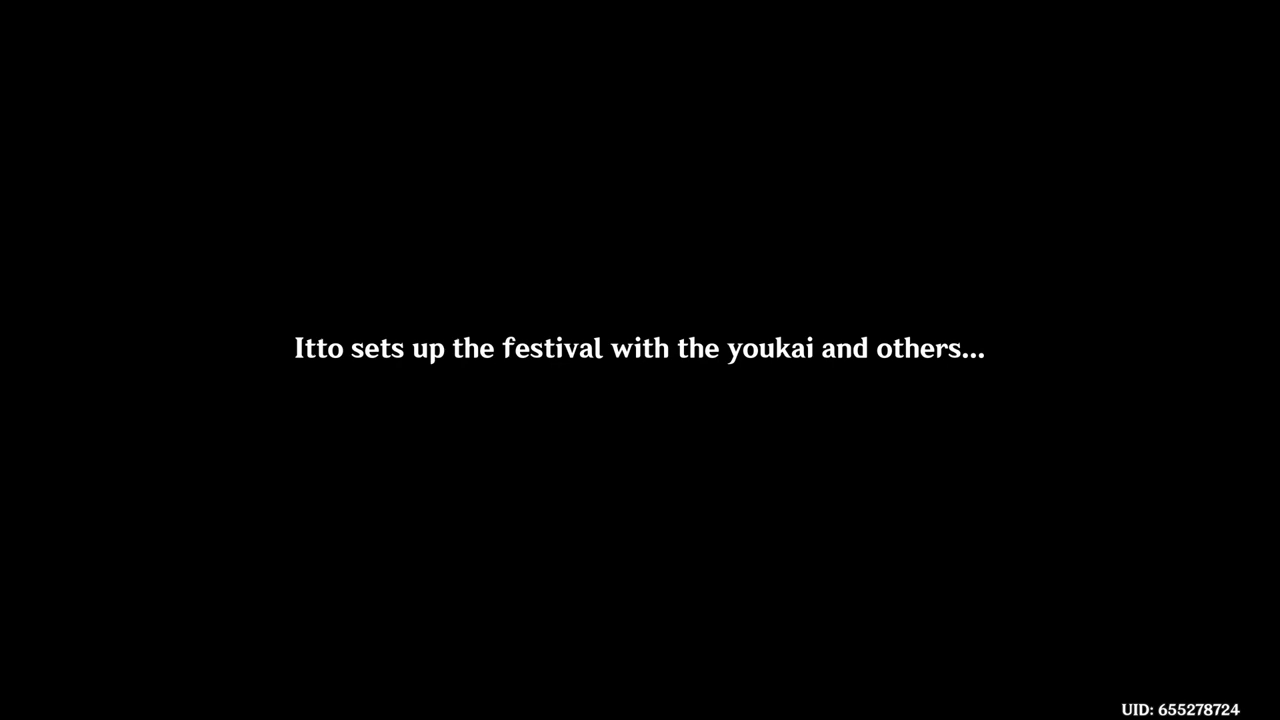 Itto sets up the festival with the youkai and others...
UID: 655278724